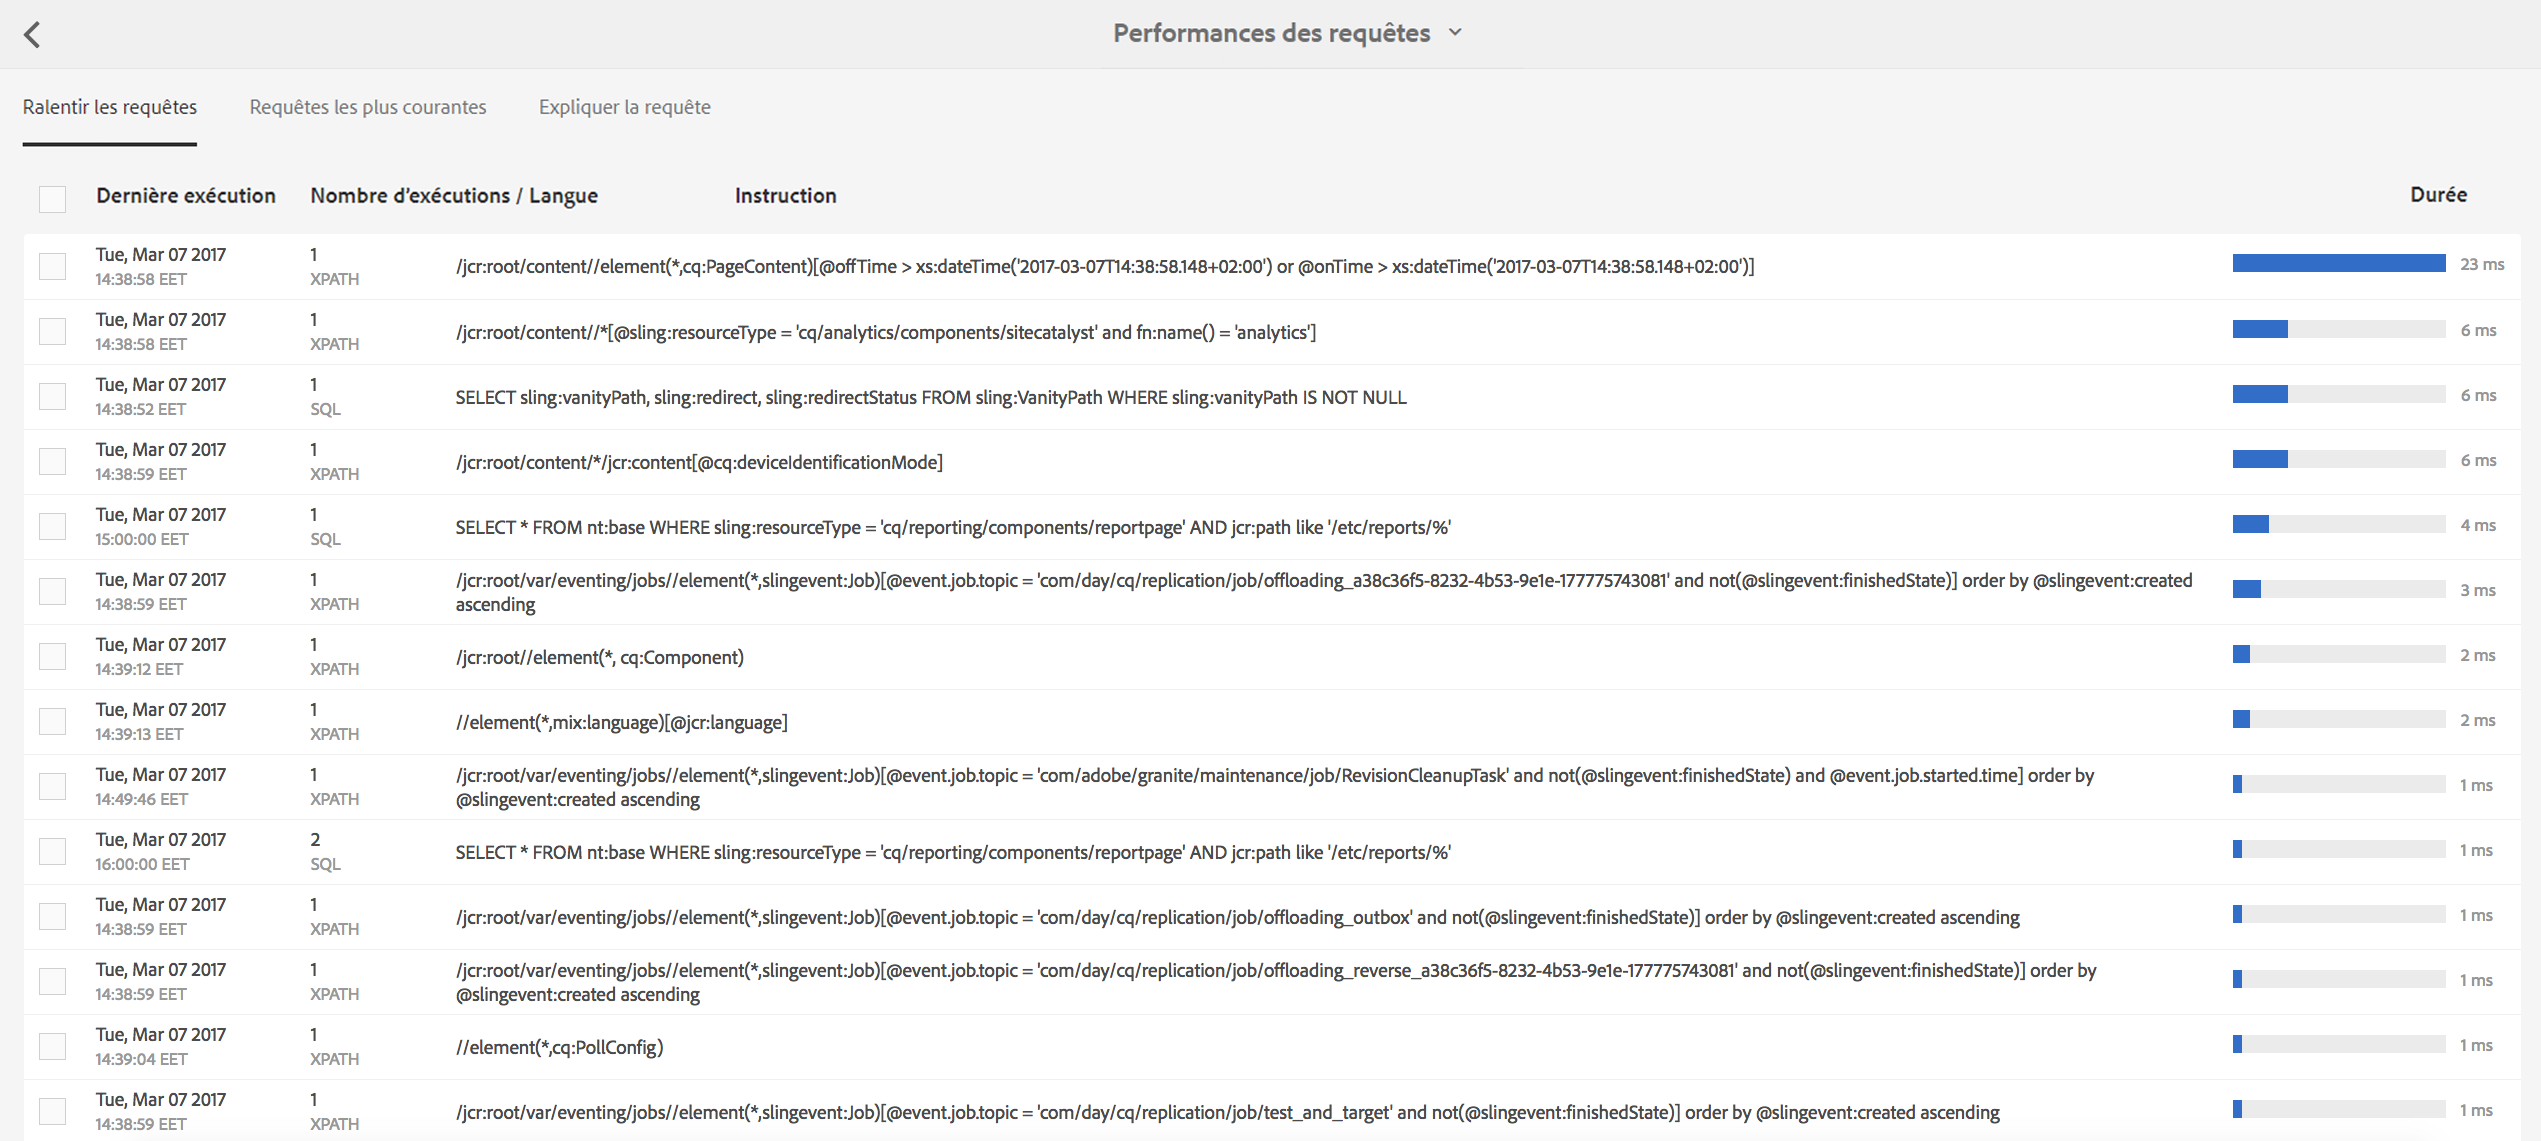 Performances des requêtes
Ralentir les requêtes Requêtes les plus courantes Expliquer la requête
Dernière exécution Nombre d'exécutions / Langue Instruction Durée
Tue, Mar 07 2017 1
14:38:58 EET XPATH
/jcr:root/content//element(*,cq:PageContent)[@offTime > xs:dateTime('2017-03-07T14:38:58.148+02:00') or @onTime > xs:dateTime('2017-03-07T14:38:58.148+02:00')] 23 ms
Tue, Mar 07 2017 1
14:38:58 EET XPATH
/jcr:root/content//*[@sling:resourceType = 'cq/analytics/components/sitecatalyst' and fn:name() = 'analytics'] 6 ms
Tue, Mar 07 2017 1
14:38:52 EET SQL
SELECT sling:vanityPath, sling:redirect, sling:redirectStatus FROM sling:VanityPath WHERE sling:vanityPath IS NOT NULL 6 ms
Tue, Mar 07 2017 1
14:38:59 EET XPATH
/jcr:root/content/*/jcr:content[@cq:deviceIdentificationMode] 6 ms
Tue, Mar 07 2017 1
15:00:00 EET SQL
SELECT * FROM nt:base WHERE sling:resourceType = 'cq/reporting/components/reportpage' AND jcr:path like '/etc/reports/%' 4 ms
Tue, Mar 07 2017 1
14:38:59 EET XPATH
/jcr:root/var/eventing/jobs//element(*,slingevent:Job)[@event.job.topic = 'com/day/cq/replication/job/offloading_a38c36f5-8232-4b53-9e1e-177775743081' and not(@slingevent:finishedState)] order by @slingevent:created
ascending 3 ms
Tue, Mar 07 2017 1
14:39:12 EET XPATH
/jcr:root//element(*, cq:Component) 2 ms
Tue, Mar 07 2017 1
14:39:13 EET XPATH
//element(*,mix:language)[@jcr:language] 2 ms
Tue, Mar 07 2017 1
14:49:46 EET XPATH
/jcr:root/var/eventing/jobs//element(*,slingevent:Job)[@event.job.topic = 'com/adobe/granite/maintenance/job/RevisionCleanupTask' and not(@slingevent:finishedState) and @event.job.started.time] order by
@slingevent:created ascending 1 ms
Tue, Mar 07 2017 2
16:00:00 EET SQL
SELECT * FROM nt:base WHERE sling:resourceType = 'cq/reporting/components/reportpage' AND jcr:path like '/etc/reports/%' 1 ms
Tue, Mar 07 2017 1
14:38:59 EET XPATH
/jcr:root/var/eventing/jobs//element(*,slingevent:Job)[@event.job.topic = 'com/day/cq/replication/job/offloading_outbox' and not(@slingevent:finishedState)] order by @slingevent:created ascending 1 ms
Tue, Mar 07 2017 1
14:38:59 EET XPATH
/jcr:root/var/eventing/jobs//element(*,slingevent:Job)[@event.job.topic = 'com/day/cq/replication/job/offloading_reverse_a38c36f5-8232-4b53-9e1e-177775743081' and not(@slingevent:finishedState)] order by
@slingevent:created ascending 1 ms
Tue, Mar 07 2017 1
14:39:04 EET XPATH
//element(*,cq:PollConfig) 1 ms
Tue, Mar 07 2017 1
14:38:59 EET XPATH
/jcr:root/var/eventing/jobs//element(*,slingevent:Job)[@event.job.topic = 'com/day/cq/replication/job/test_and_target' and not(@slingevent:finishedState)] order by @slingevent:created ascending 1 ms